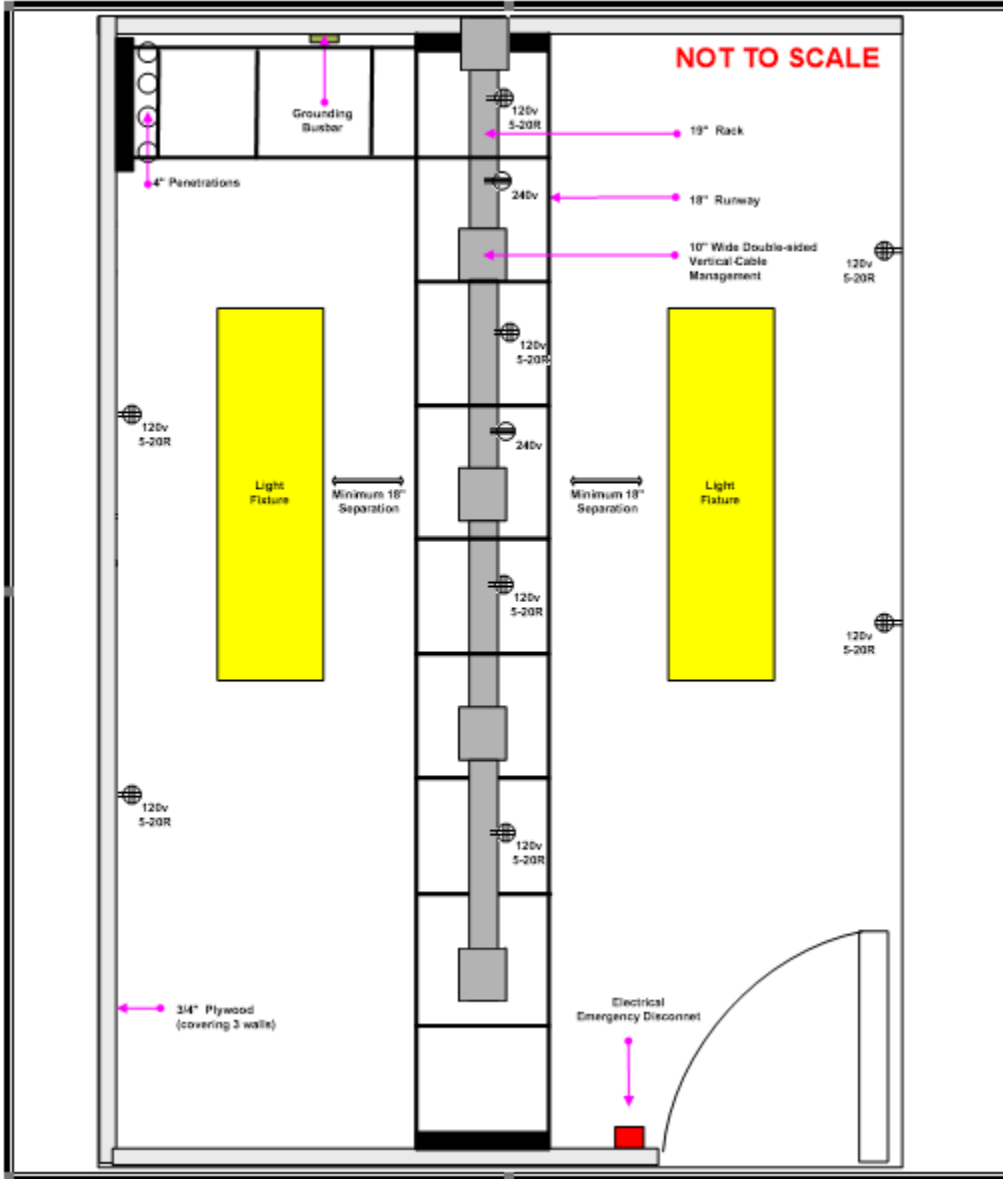 NOT TO SCALE
Grounding
Busbar
120v
5-20R
19" Rack
4" Penetrations
240v
18" Runway
10" Wide Double-sided
Vertical Cable
Management
120v
5-20R
120v
5-20R
120v
5-20R
240v
Light
Fixture
Minimum 18"
Separation
Minimum 18"
Separation
Light
Fixture
120v
5-20R
120v
5-20R
120v
5-20R
120v
5-20R
3/4" Plywood
(covering 3 walls)
Electrical
Emergency Disconnet